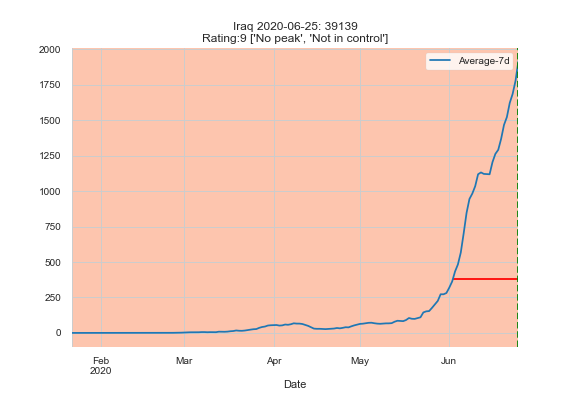 Iraq 2020-06-25: 39139
Rating:9 ['No peak', 'Not in control']
Average-7d
2000
1750
1500
1250
1000
750
500
250
0
Feb
2020
Mar
Apr
May
Jun
Date